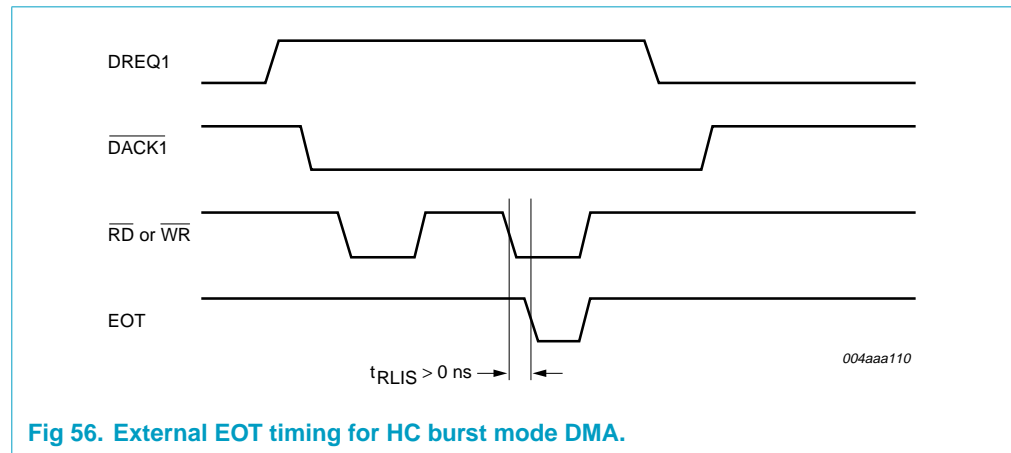 DREQ1
DACK1
RD or WR
EOT
004aaa110
tRLIS > 0 ns
Fig 56. External EOT timing for HC burst mode DMA.